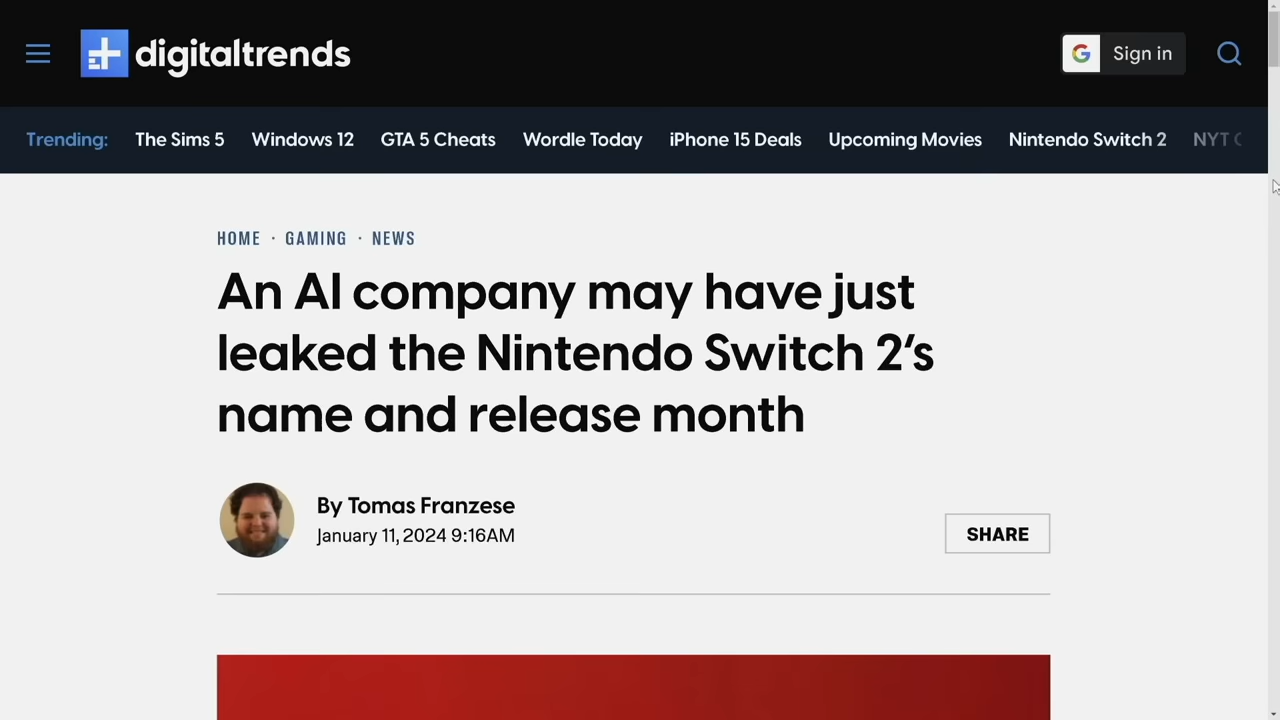 digitaltrends
Sign in
Trending: The Sims 5 Windows 12 GTA 5 Cheats Wordle Today iPhone 15 Deals Upcoming Movies Nintendo Switch 2 NYT
HOME · GAMING · NEWS
An AI company may have just
leaked the Nintendo Switch 2’s
name and release month
By Tomas Franzese
January 11, 2024 9:16AM
SHARE